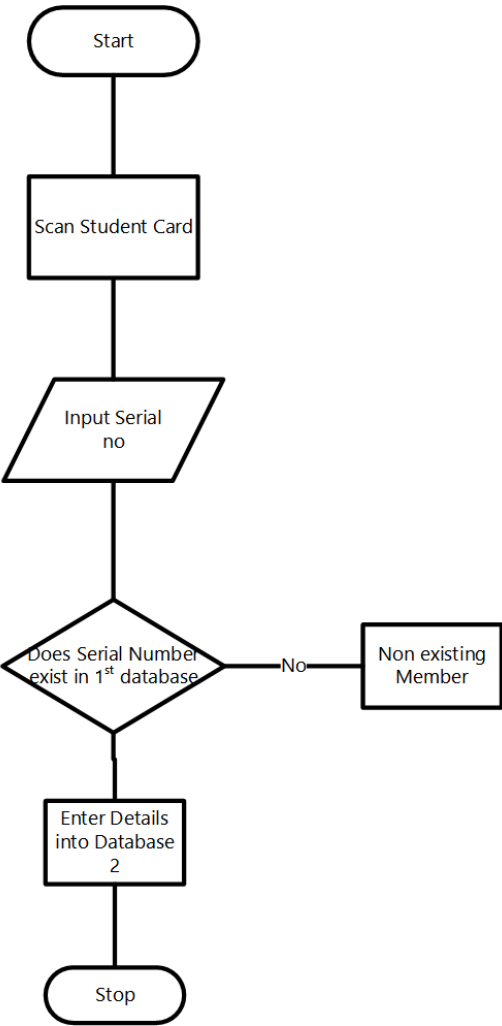 Start
Scan Student Card
Input Serial
no
Does Serial Number
exist in 1st database
No
Non existing
Member
Enter Details
into Database
2
Stop